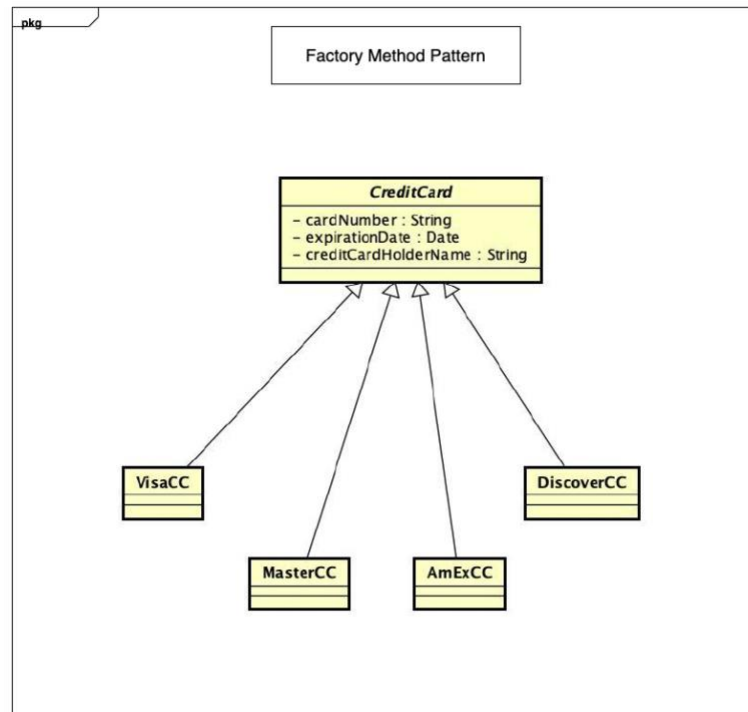 pkg
Factory Method Pattern
CreditCard
- cardNumber : String
- expirationDate : Date
- creditCardHolderName : String
VisaCC
DiscoverCC
MasterCC
AmExCC